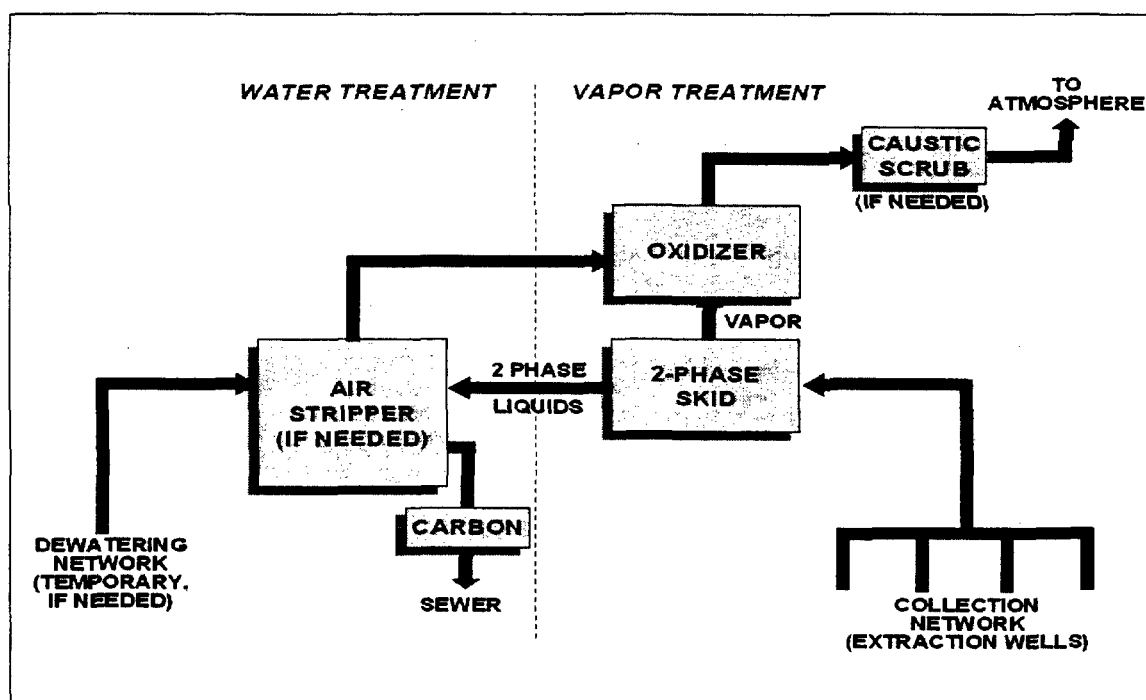 WATER TREATMENT
VAPOR TREATMENT
TO
ATMOSPHERE
CAUSTIC
SCRUB
(IF NEEDED)
OXIDIZER
VAPOR
2 PHASE
LIQUIDS
2-PHASE
SKID
AIR
STRIPPER
(IF NEEDED)
CARBON
SEWER
DEWATERING
NETWORK
(TEMPORARY,
IF NEEDED)
COLLECTION
NETWORK
(EXTRACTION WELLS)